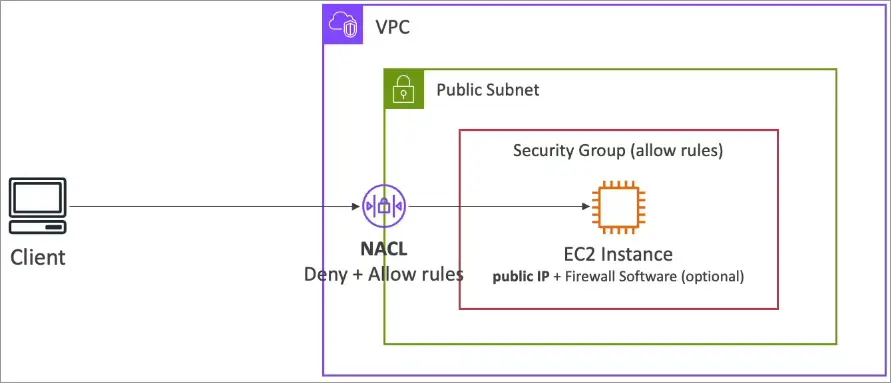 VPC
Public Subnet
Security Group (allow rules)
Client
NACL
Deny + Allow rules
EC2 Instance
public IP + Firewall Software (optional)